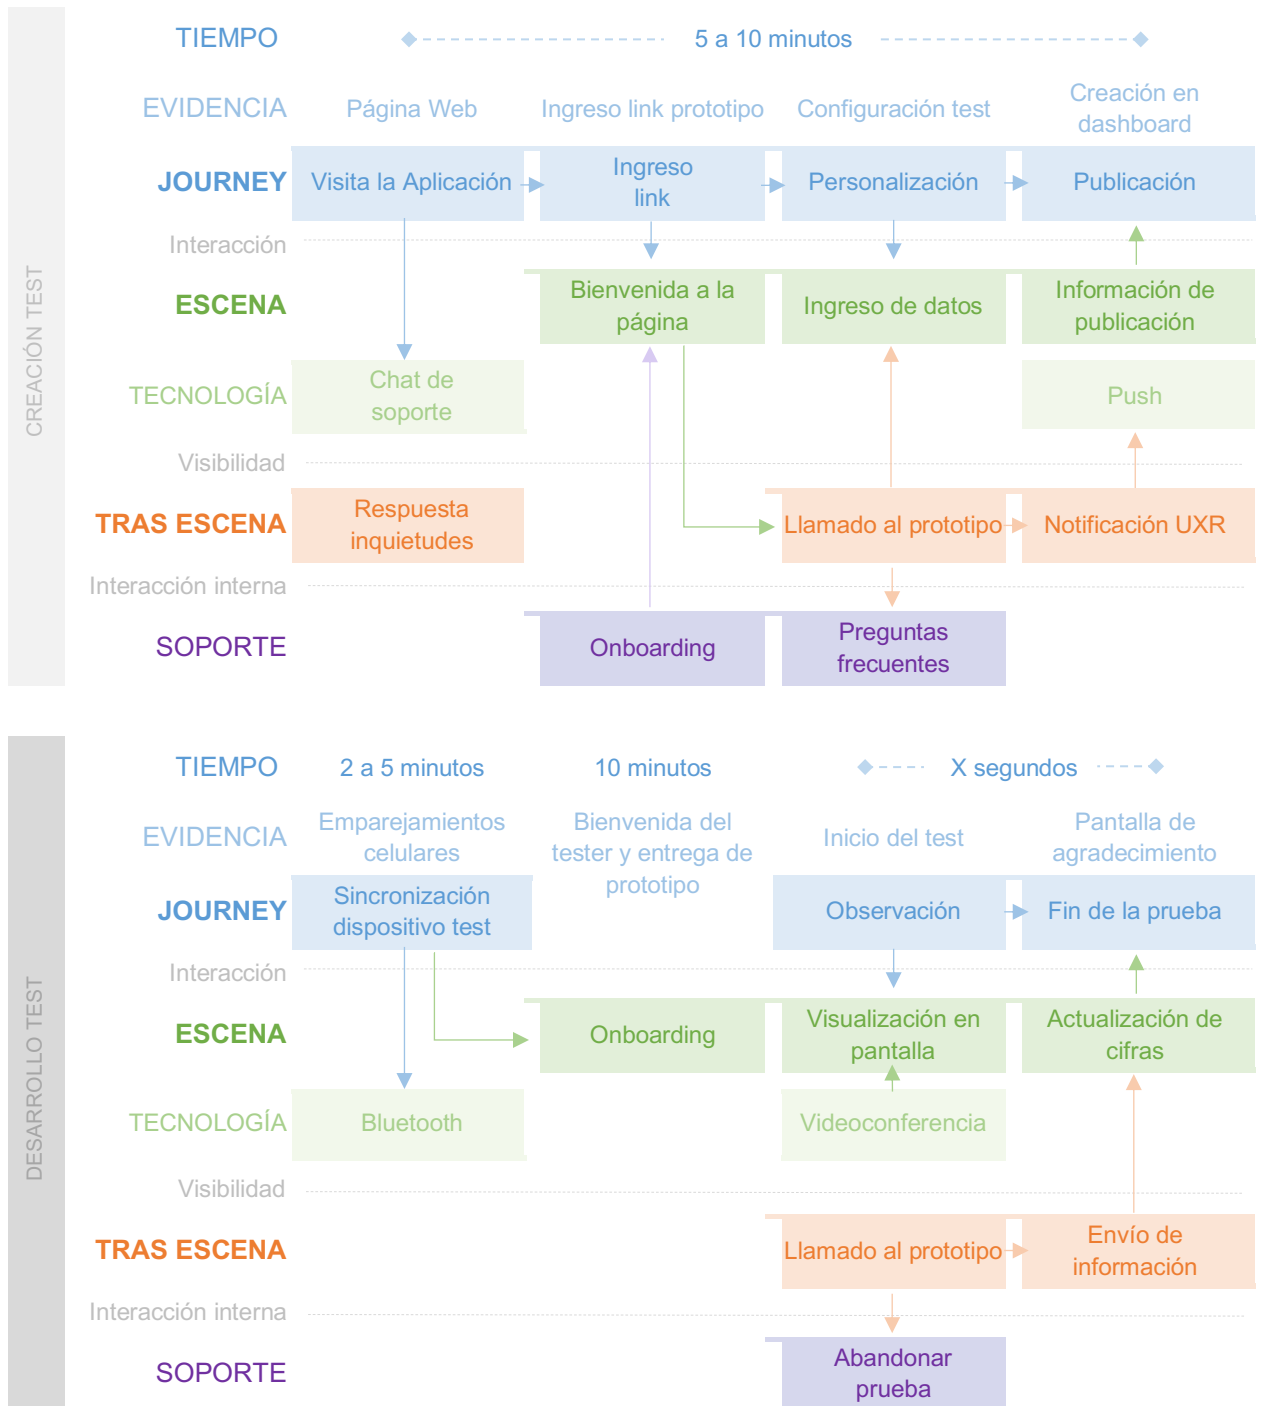 CREACIÓN TEST
TIEMPO
5 a 10 minutos
EVIDENCIA
Página Web
Ingreso link prototipo
Configuración test
Creación en
dashboard
JOURNEY
Visita la Aplicación
Ingreso
link
Personalización
Publicación
Interacción
ESCENA
Bienvenida a la
página
Ingreso de datos
Información de
publicación
TECNOLOGÍA
Chat de
soporte
Push
Visibilidad
TRAS ESCENA
Respuesta
inquietudes
Llamado al prototipo
Notificación UXR
Interacción interna
SOPORTE
Onboarding
Preguntas
frecuentes
DESARROLLO TEST
TIEMPO
2 a 5 minutos
10 minutos
X segundos
EVIDENCIA
Emparejamientos
celulares
Bienvenida del
tester y entrega de
prototipo
Inicio del test
Pantalla de
agradecimiento
JOURNEY
Sincronización
dispositivo test
Observación
Fin de la prueba
Interacción
ESCENA
Onboarding
Visualización en
pantalla
Actualización de
cifras
TECNOLOGÍA
Bluetooth
Videoconferencia
Visibilidad
TRAS ESCENA
Llamado al prototipo
Envío de
información
Interacción interna
SOPORTE
Abandonar
prueba